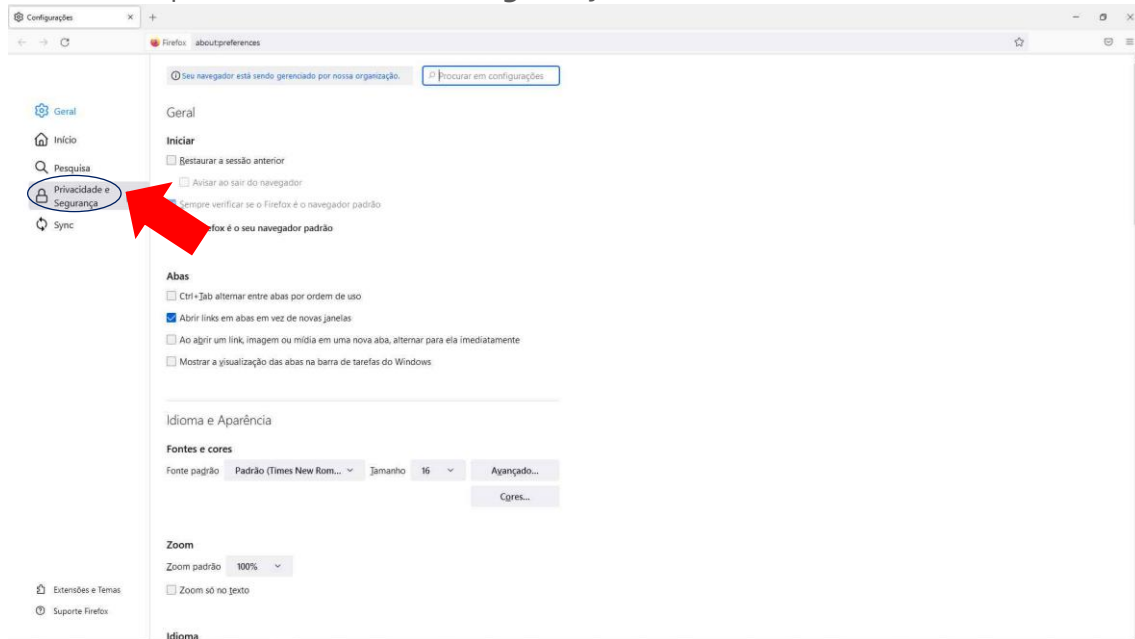 Configurações
Firefox about:preferences
Seu navegador está sendo gerenciado por nossa organização.
Procurar em configurações
Geral
Início
Pesquisa
Privacidade e
Segurança
Sync
Geral
Iniciar
Restaurar a sessão anterior
Avisar ao sair do navegador
Sempre verificar se o Firefox é o navegador padrão
é o seu navegador padrão
Abas
Ctrl+Tab alternar entre abas por ordem de uso
Abrir links em abas em vez de novas janelas
Ao abrir um link, imagem ou mídia em uma nova aba, alternar para ela imediatamente
Mostrar a visualização das abas na barra de tarefas do Windows
Idioma e Aparência
Fontes e cores
Fonte padrão Padrão (Times New Rom... Tamanho 16 Avançado...
Cores...
Zoom
Zoom padrão 100%
Zoom só no texto
Idioma
Extensões e Temas
Suporte Firefox